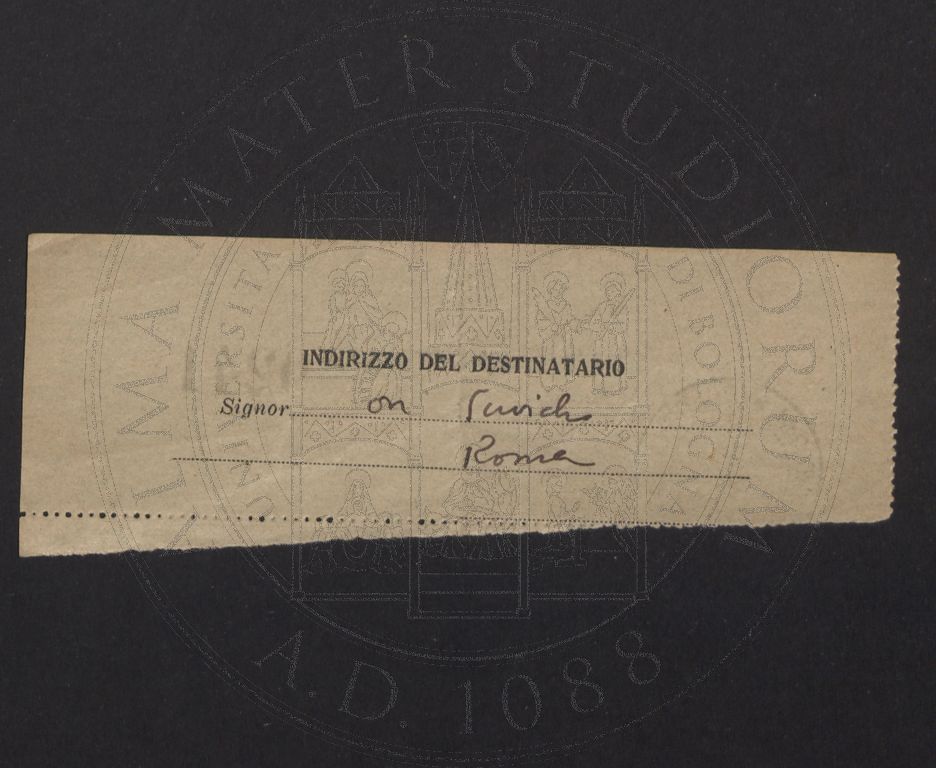 ALMA MATER STUDIORUM
UNIVERSITÀ DI BOLOGNA
INDIRIZZO DEL DESTINATARIO
Signor on Suvich
Roma
A.D. 1088